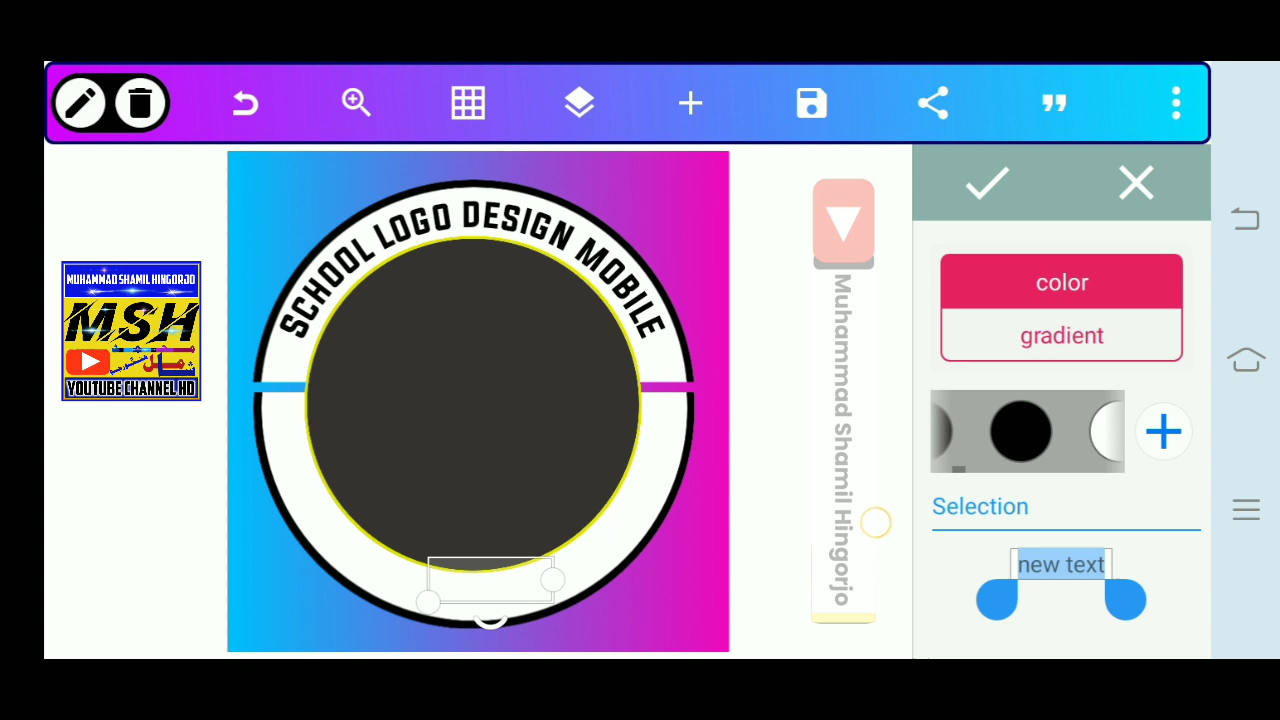 MUHAMMAD SHAMIL HINGORJO
MSH
YOUTUBE CHANNEL HD
SCHOOL LOGO DESIGN MOBILE
Muhammad Shamil Hingorjo
color
gradient
Selection
new text